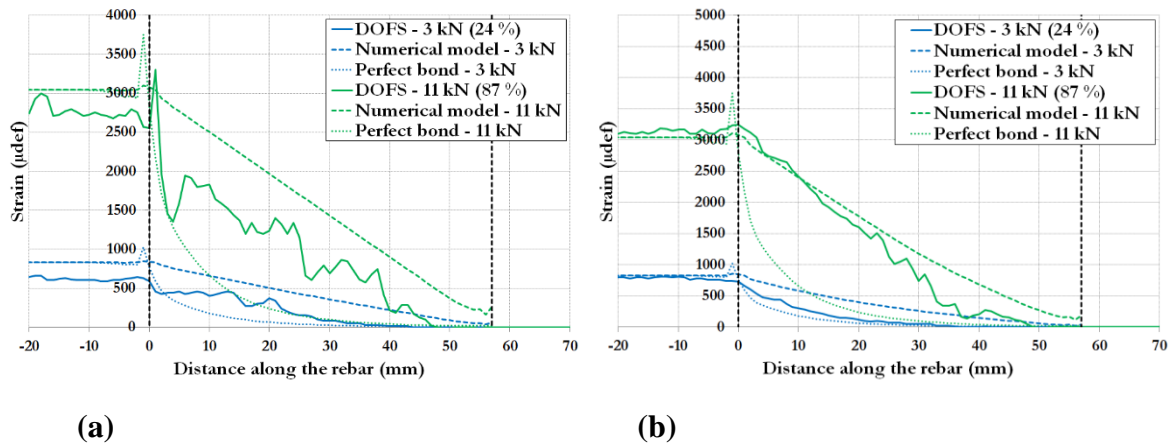 4000
3500
3000
2500
2000
1500
1000
500
0
Strain (µdef)
DOFS - 3 kN (24 %)
Numerical model - 3 kN
Perfect bond - 3 kN
DOFS - 11 kN (87 %)
Numerical model - 11 kN
Perfect bond - 11 kN
-20 -10 0 10 20 30 40 50 60 70
Distance along the rebar (mm)
(a)
5000
4500
4000
3500
3000
2500
2000
1500
1000
500
0
Strain (µdef)
DOFS - 3 kN (24 %)
Numerical model - 3 kN
Perfect bond - 3 kN
DOFS - 11 kN (87 %)
Numerical model - 11 kN
Perfect bond - 11 kN
-20 -10 0 10 20 30 40 50 60 70
Distance along the rebar (mm)
(b)